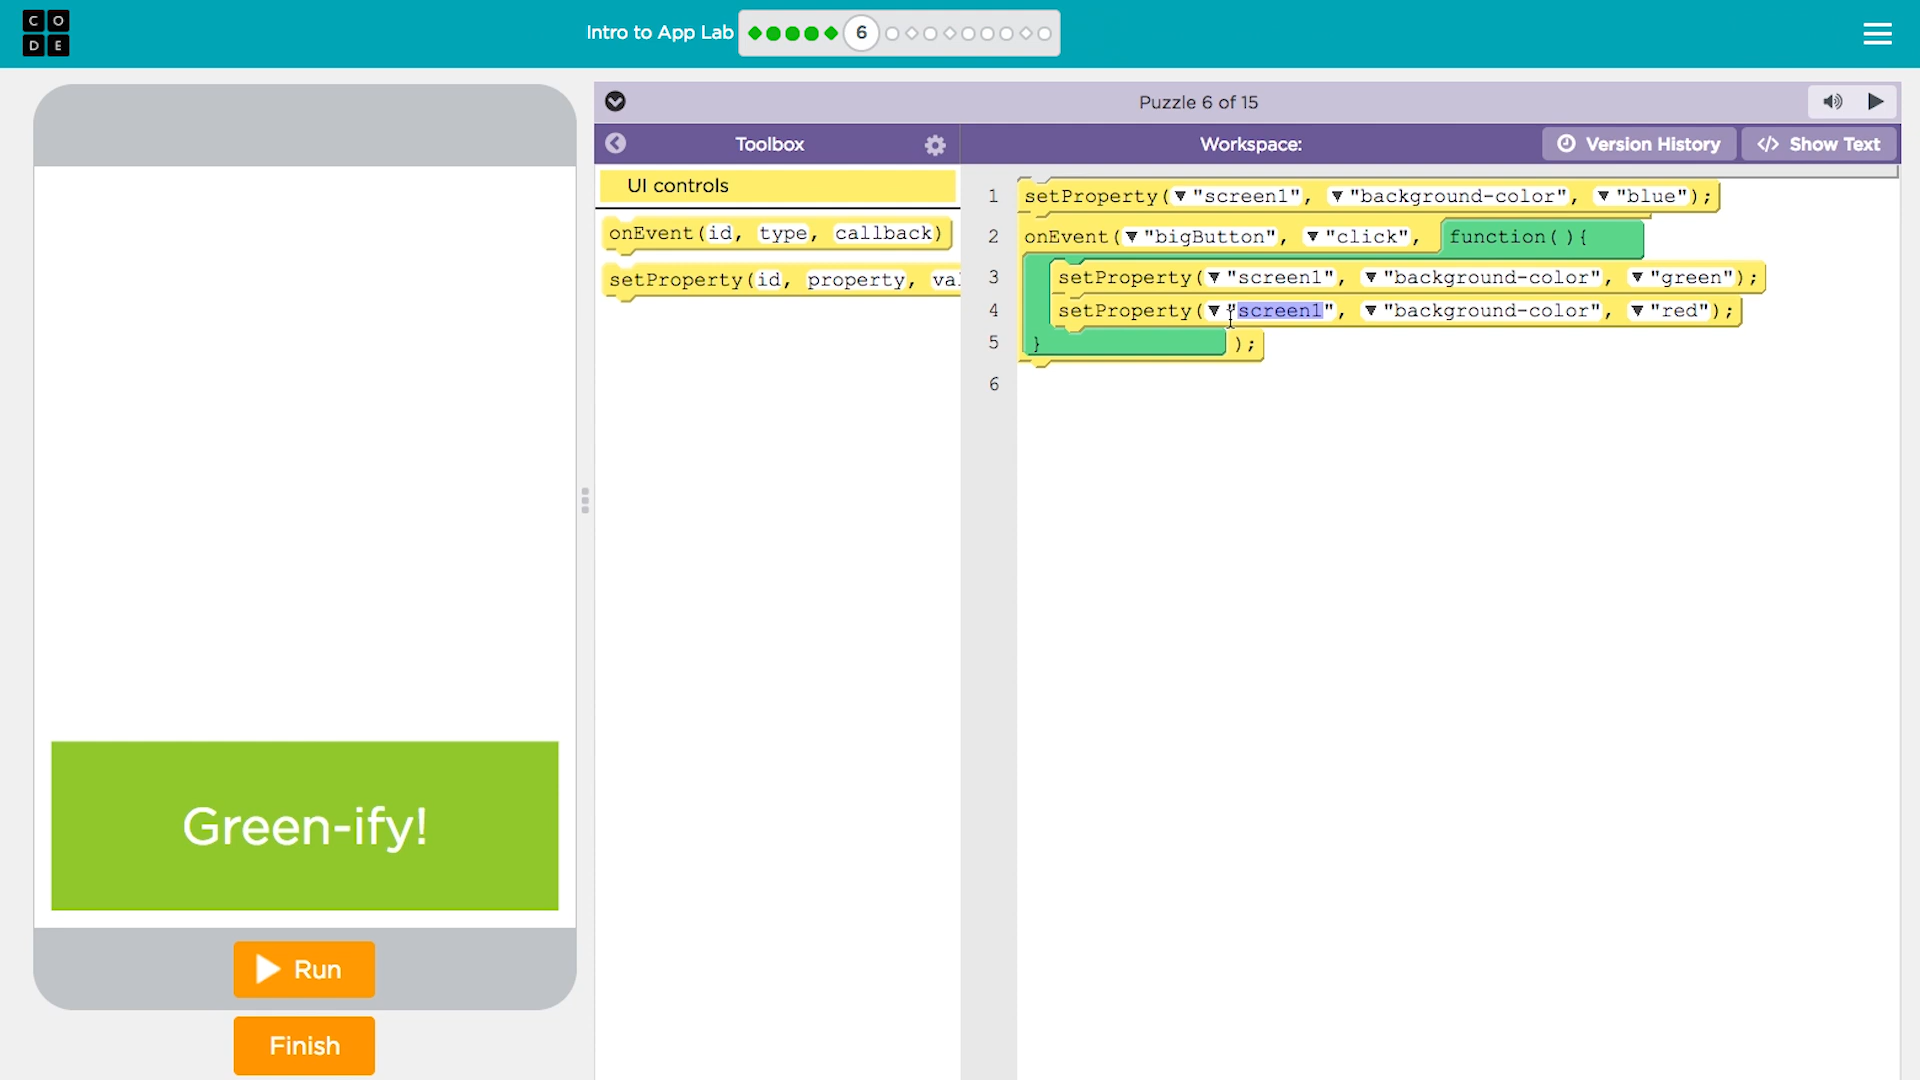 CO
DE
Intro to App Lab
6
Puzzle 6 of 15
Toolbox
Workspace:
Version History
</> Show Text
UI controls
onEvent(id, type, callback)
setProperty(id, property, va
1 setProperty(▼"screen1", ▼"background-color", ▼"blue");
2 onEvent(▼"bigButton", ▼"click", function( ){
3 setProperty(▼"screen1", ▼"background-color", ▼"green");
4 setProperty(▼"screen1", ▼"background-color", ▼"red");
5 } );
6
Green-ify!
Run
Finish